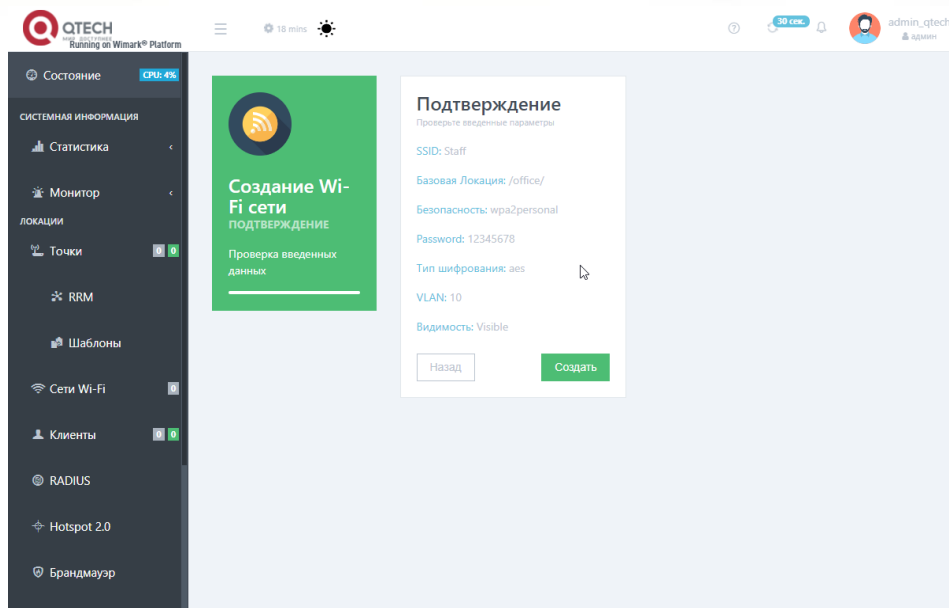 QTECH
МИР ДОСТУПНЕЕ
Running on Wimark® Platform
18 mins
30 сек.
admin_qtech
админ
Состояние
CPU: 4%
СИСТЕМНАЯ ИНФОРМАЦИЯ
Статистика
Монитор
ЛОКАЦИИ
Точки
0 0
RRM
Шаблоны
Сети Wi-Fi
0
Клиенты
0 0
RADIUS
Hotspot 2.0
Брандмауэр
Создание Wi-
Fi сети
ПОДТВЕРЖДЕНИЕ
Проверка введенных
данных
Подтверждение
Проверьте введенные параметры
SSID: Staff
Базовая Локация: /office/
Безопасность: wpa2personal
Password: 12345678
Тип шифрования: aes
VLAN: 10
Видимость: Visible
Назад
Создать